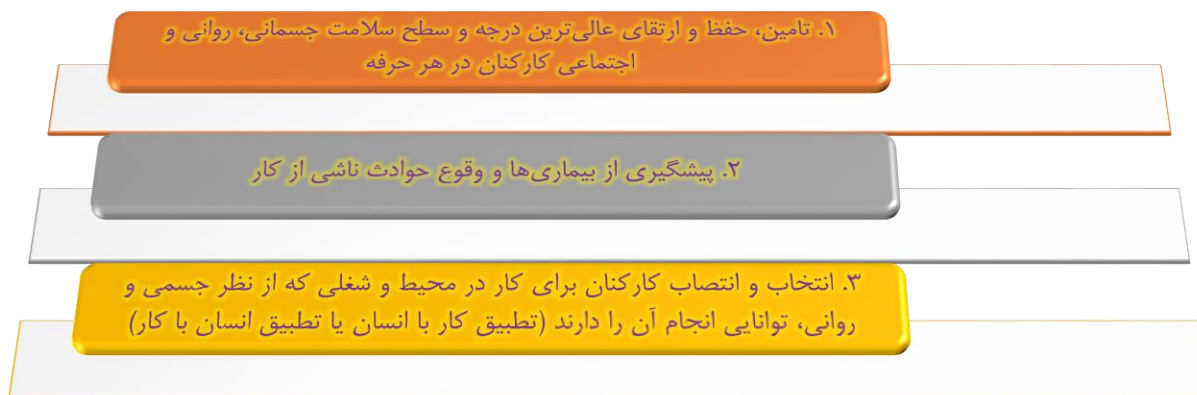 ۱. تامین، حفظ و ارتقای عالی‌ترین درجه و سطح سلامت جسمانی، روانی و
اجتماعی کارکنان در هر حرفه
۲. پیشگیری از بیماری‌ها و وقوع حوادث ناشی از کار
۳. انتخاب و انتصاب کارکنان برای کار در محیط و شغلی که از نظر جسمی و
روانی، توانایی انجام آن را دارند (تطبیق کار با انسان یا تطبیق انسان با کار)